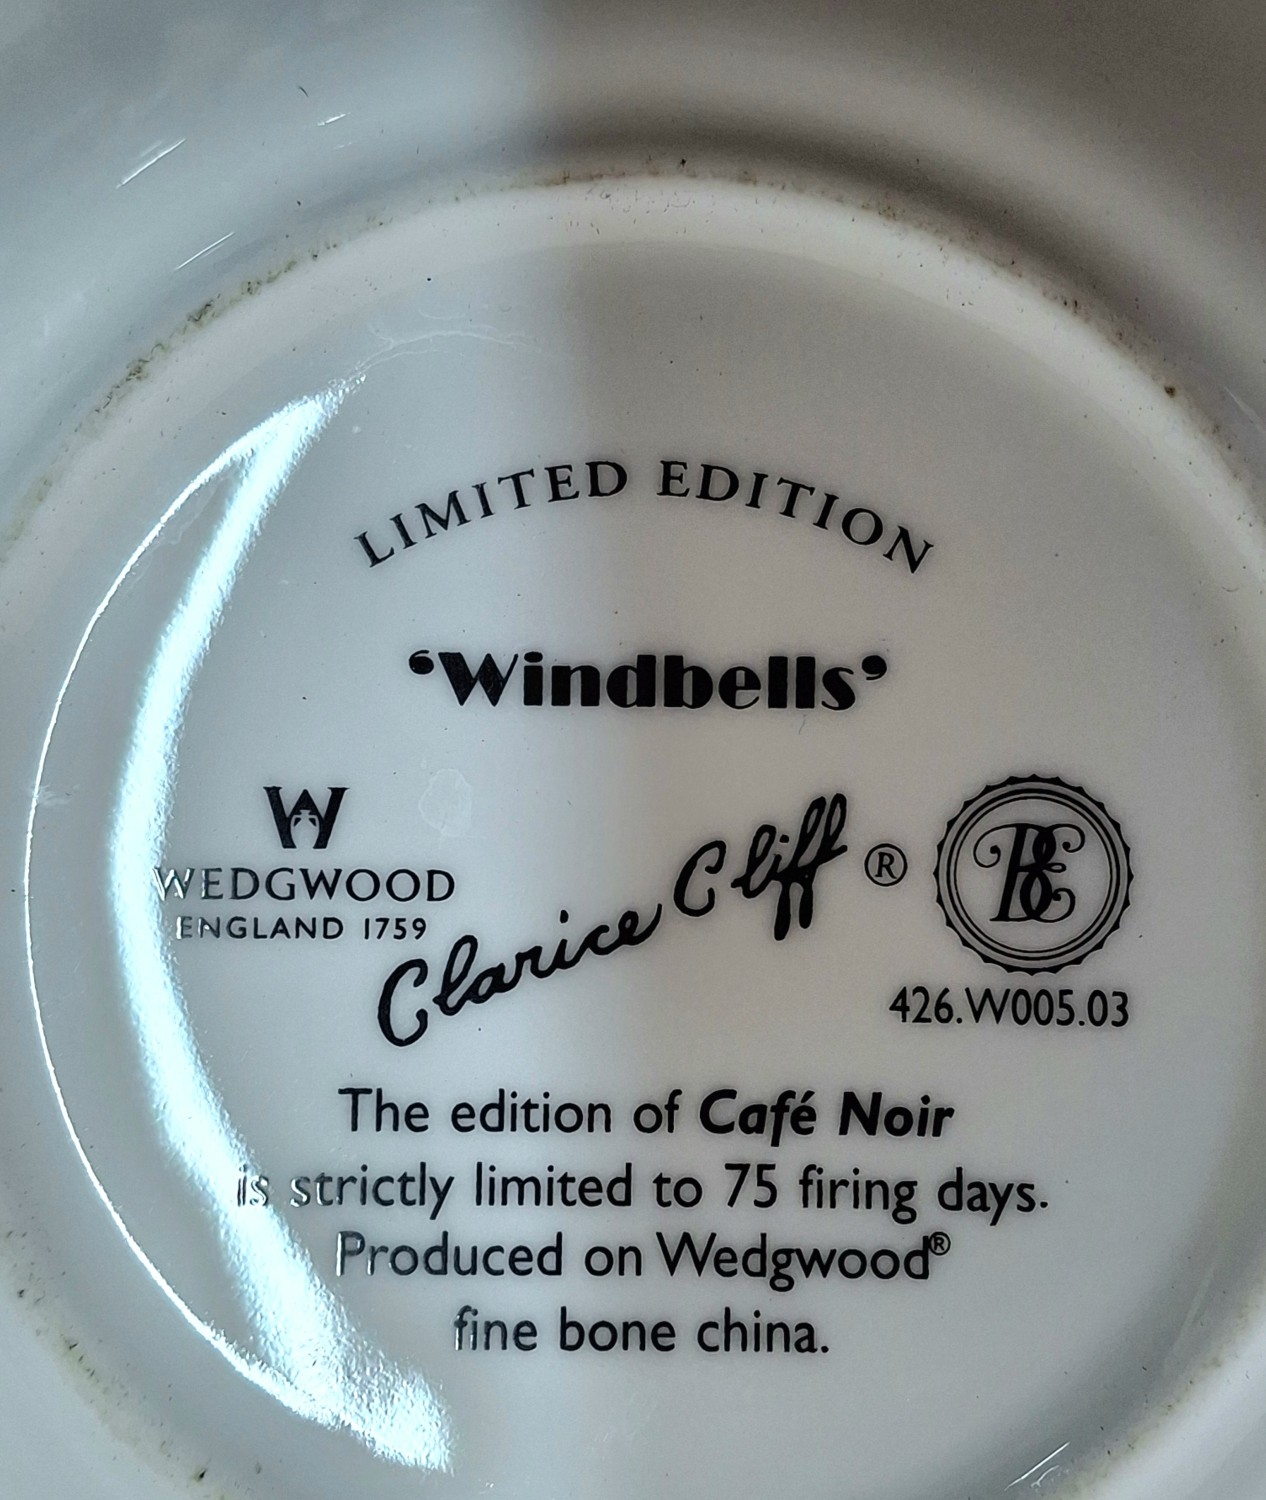 LIMITED EDITION
‘Windbells’
W
WEDGWOOD
ENGLAND 1759
Clarice Cliff ®
BE
426.W005.03
The edition of Café Noir
is strictly limited to 75 firing days.
Produced on Wedgwood®
fine bone china.